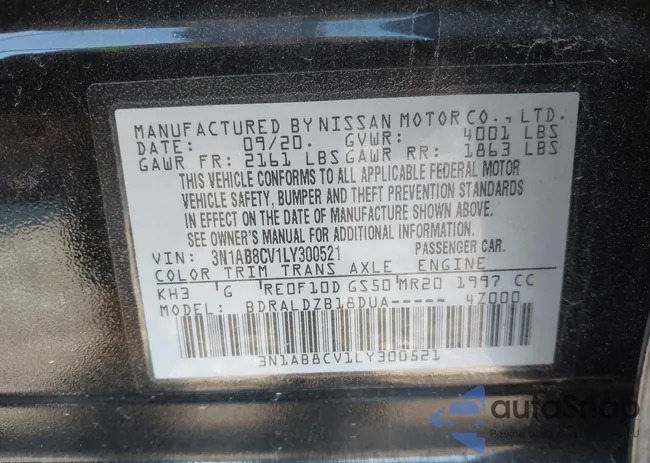 MANUFACTURED BY NISSAN MOTOR CO., LTD.
DATE: 09/20. GVWR: 4001 LBS
GAWR FR: 2161 LBS GAWR RR: 1863 LBS
THIS VEHICLE CONFORMS TO ALL APPLICABLE FEDERAL MOTOR
VEHICLE SAFETY, BUMPER AND THEFT PREVENTION STANDARDS
IN EFFECT ON THE DATE OF MANUFACTURE SHOWN ABOVE.
SEE OWNER'S MANUAL FOR ADDITIONAL INFORMATION.
VIN: 3N1AB8CV1LY300521 PASSENGER CAR.
COLOR TRIM TRANS AXLE ENGINE
KH3 G RE0F10D GS50 MR20 1997 CC
MODEL: BDRALDZB18DUA----- 4Z000
3N1AB8CV1LY300521
autoSnap